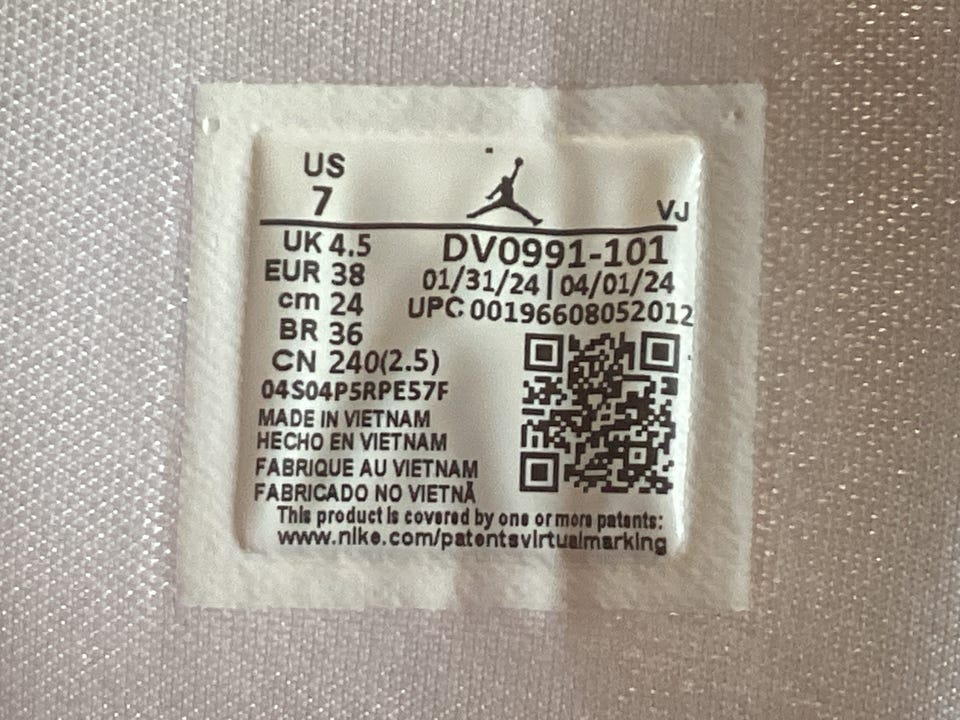 US
7
VJ
UK 4.5
DV0991-101
EUR 38
01/31/24 | 04/01/24
cm 24
UPC 00196608052012
BR 36
CN 240(2.5)
04S04P5RPE57F
MADE IN VIETNAM
HECHO EN VIETNAM
FABRIQUE AU VIETNAM
FABRICADO NO VIETNÃ
This product is covered by one or more patents:
www.nike.com/patentsvirtualmarking